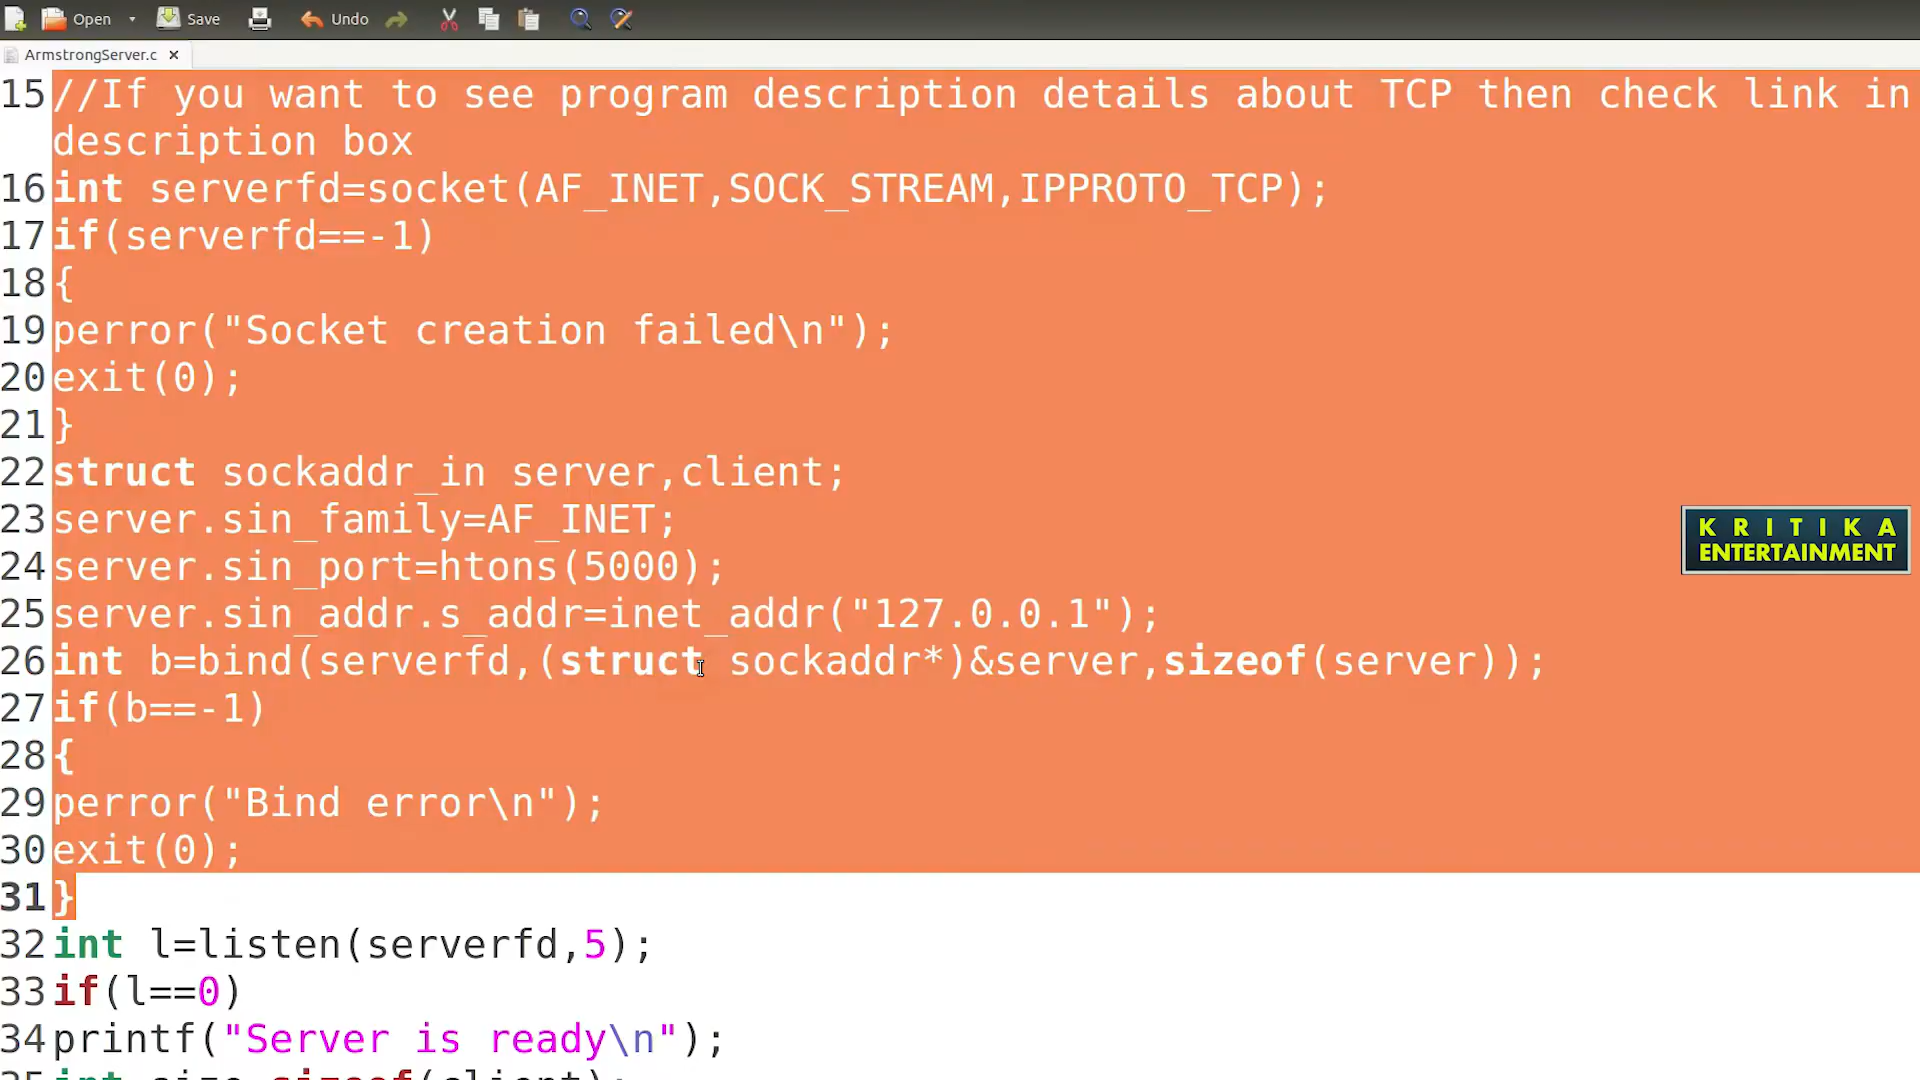 Open Save Undo
ArmstrongServer.c ×
15 //If you want to see program description details about TCP then check link in
description box
16 int serverfd=socket(AF_INET,SOCK_STREAM,IPPROTO_TCP);
17 if(serverfd==-1)
18 {
19 perror("Socket creation failed\n");
20 exit(0);
21 }
22 struct sockaddr_in server,client;
23 server.sin_family=AF_INET;
KRITIKA
ENTERTAINMENT
24 server.sin_port=htons(5000);
25 server.sin_addr.s_addr=inet_addr("127.0.0.1");
26 int b=bind(serverfd,(struct sockaddr*)&server,sizeof(server));
27 if(b==-1)
28 {
29 perror("Bind error\n");
30 exit(0);
31 }
32 int l=listen(serverfd,5);
33 if(l==0)
34 printf("Server is ready\n");
35 int size=sizeof(client);